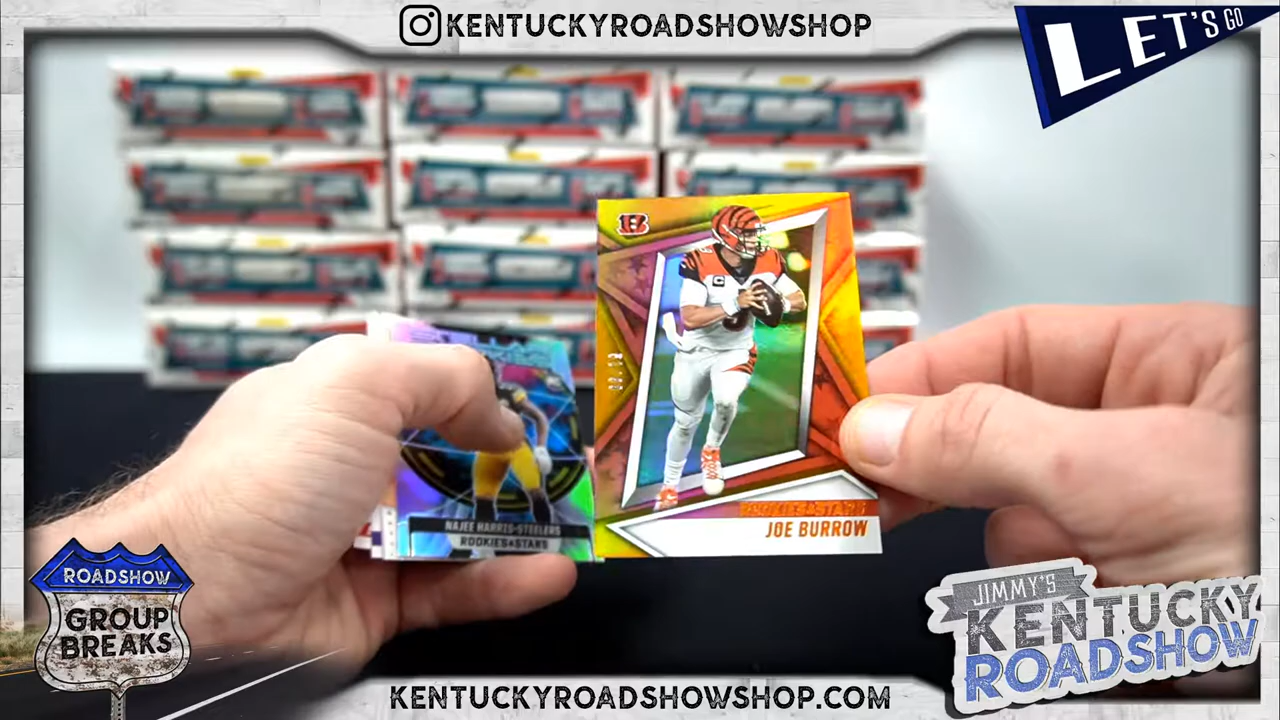 KENTUCKYROADSHOWSHOP
LET'S GO
JOE BURROW
NAJEE HARRIS-STEELERS
ROOKIES★STARS
ROADSHOW
GROUP
BREAKS
JIMMY'S
KENTUCKY
ROADSHOW
KENTUCKYROADSHOWSHOP.COM